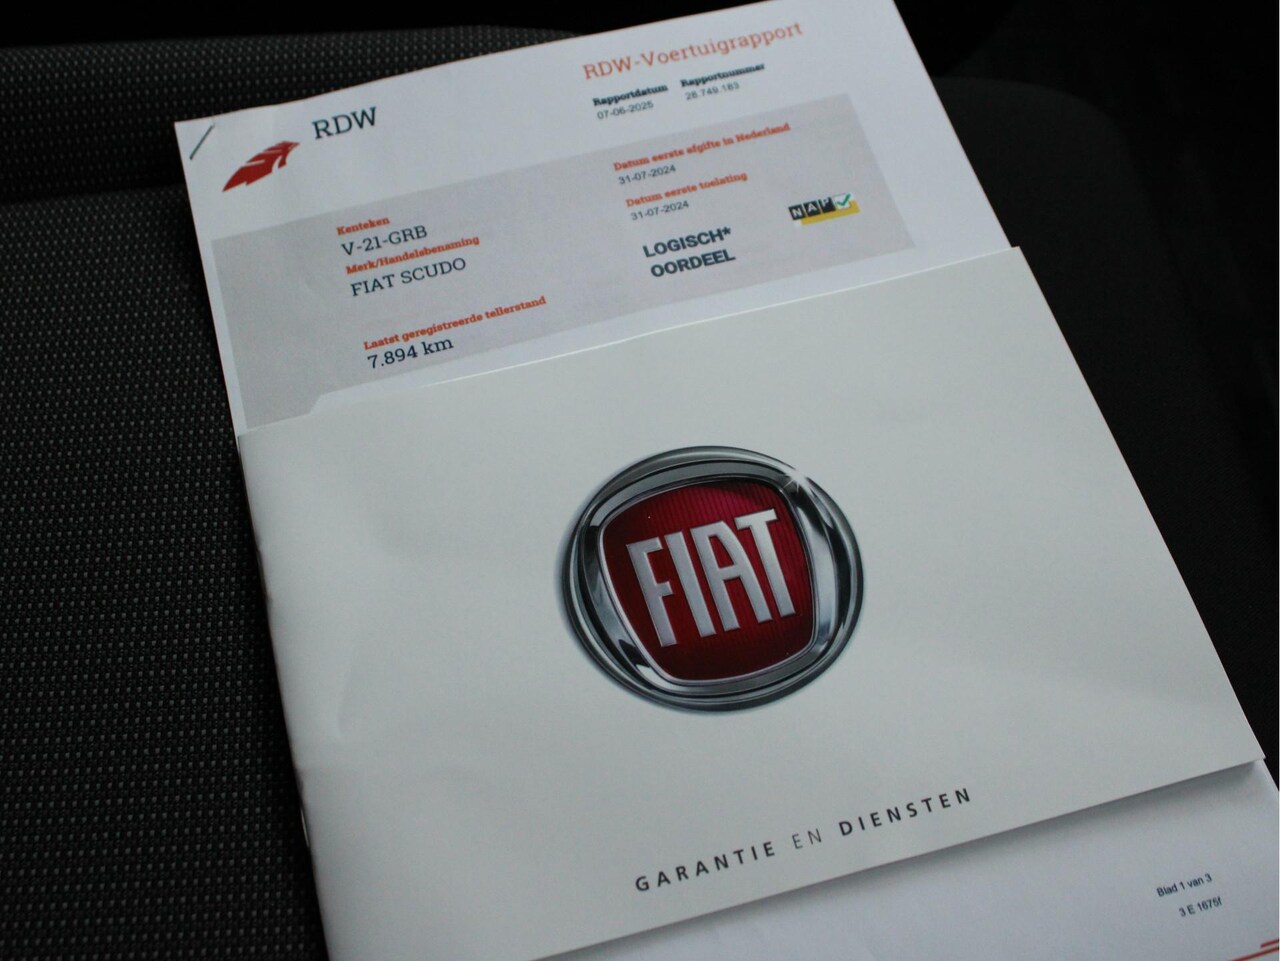 RDW
RDW-Voertuigrapport
Rapportdatum Rapportnummer
07-06-2025 28.749.183
Kenteken
V-21-GRB
Merk/Handelsbenaming
FIAT SCUDO
Laatst geregistreerde tellerstand
7.894 km
Datum eerste afgifte in Nederland
31-07-2024
Datum eerste toelating
31-07-2024
LOGISCH*
OORDEEL
NAP
FIAT
GARANTIE EN DIENSTEN
Blad 1 van 3
3 E 1675f